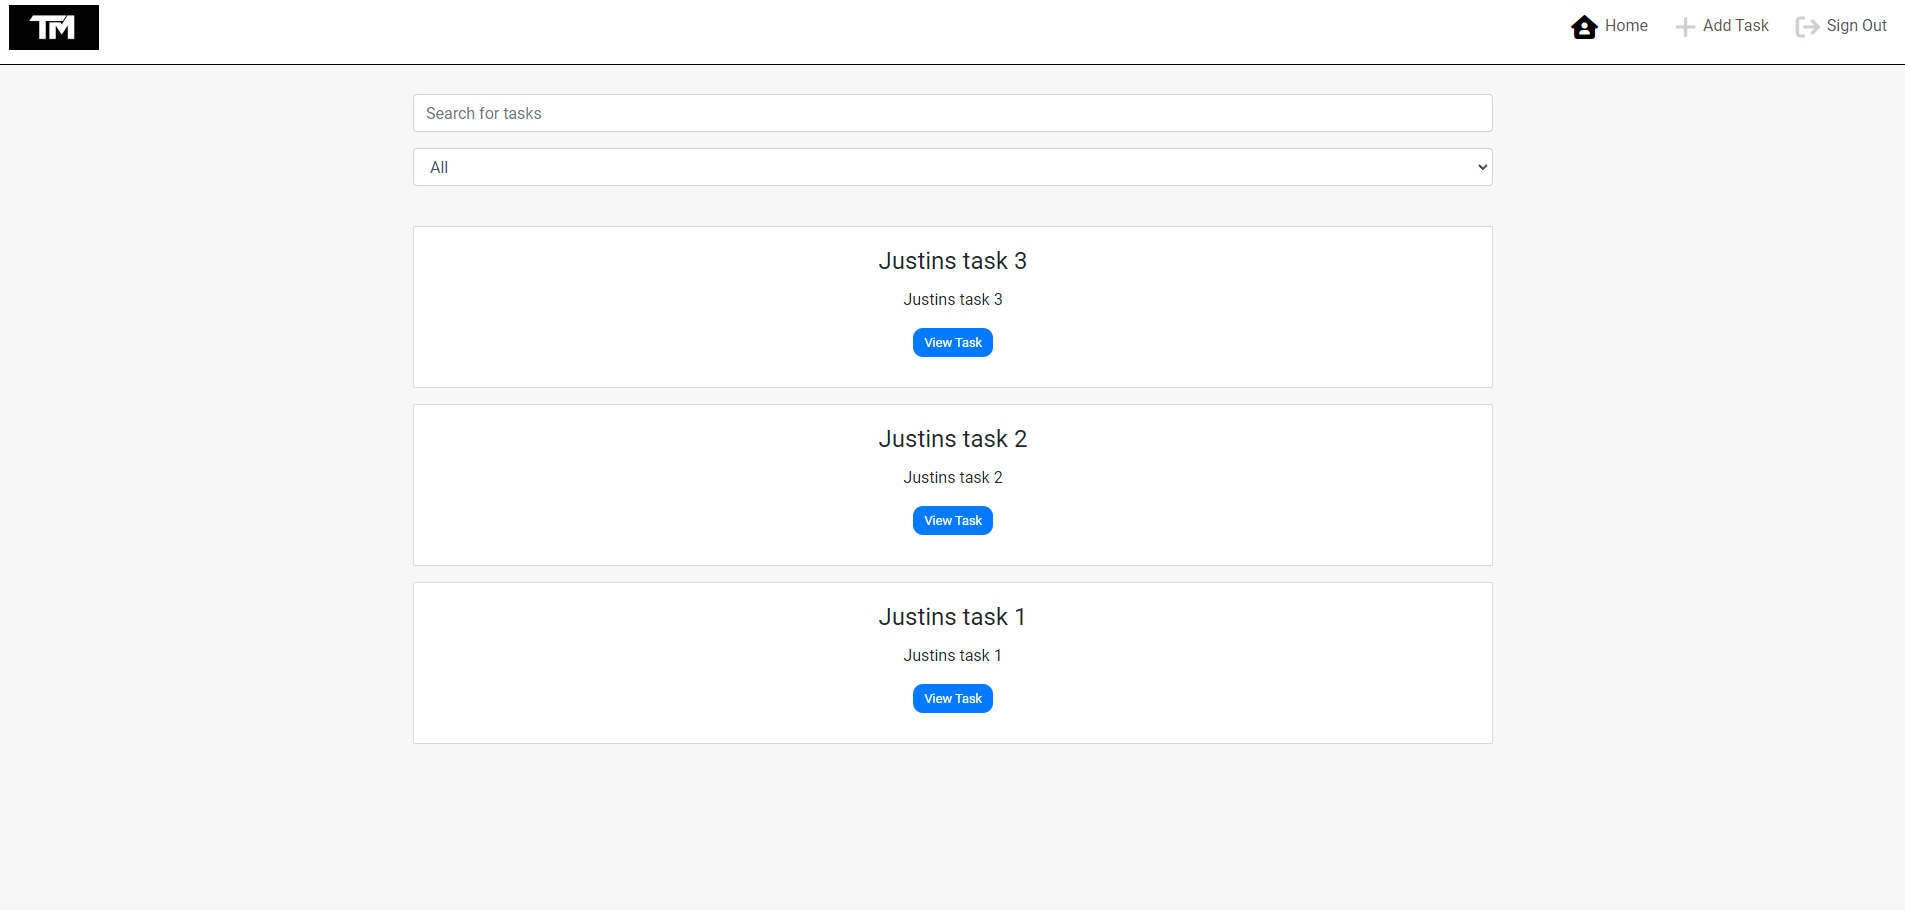 TM
Home
Add Task
Sign Out
Search for tasks
All
Justins task 3
Justins task 3
View Task
Justins task 2
Justins task 2
View Task
Justins task 1
Justins task 1
View Task